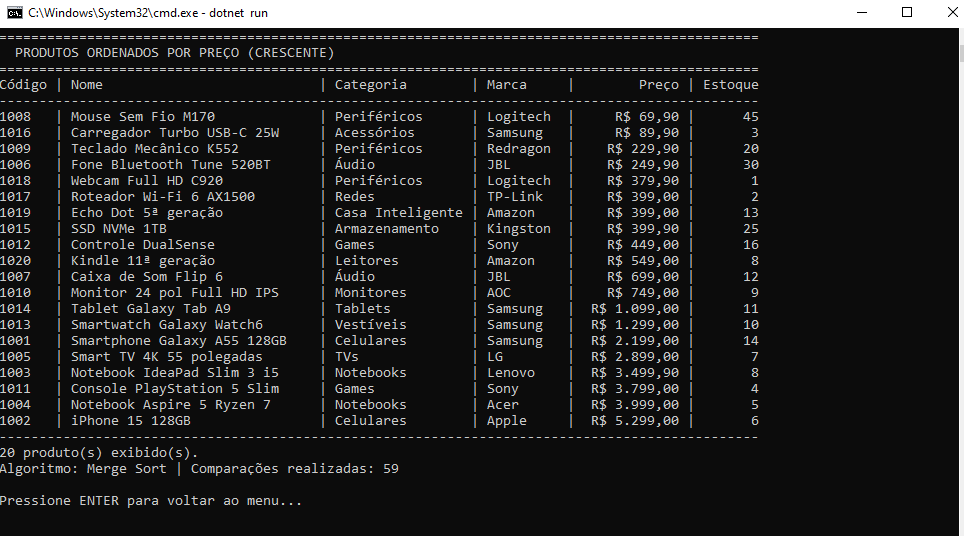 C:\Windows\System32\cmd.exe - dotnet run
================================================================================================
PRODUTOS ORDENADOS POR PREÇO (CRESCENTE)
================================================================================================
Código | Nome | Categoria | Marca | Preço | Estoque
------------------------------------------------------------------------------------------------
1008 | Mouse Sem Fio M170 | Periféricos | Logitech | R$ 69,90 | 45
1016 | Carregador Turbo USB-C 25W | Acessórios | Samsung | R$ 89,90 | 3
1009 | Teclado Mecânico K552 | Periféricos | Redragon | R$ 229,90 | 20
1006 | Fone Bluetooth Tune 520BT | Áudio | JBL | R$ 249,90 | 30
1018 | Webcam Full HD C920 | Periféricos | Logitech | R$ 379,90 | 1
1017 | Roteador Wi-Fi 6 AX1500 | Redes | TP-Link | R$ 399,00 | 2
1019 | Echo Dot 5ª geração | Casa Inteligente | Amazon | R$ 399,00 | 13
1015 | SSD NVMe 1TB | Armazenamento | Kingston | R$ 399,90 | 25
1012 | Controle DualSense | Games | Sony | R$ 449,00 | 16
1020 | Kindle 11ª geração | Leitores | Amazon | R$ 549,00 | 8
1007 | Caixa de Som Flip 6 | Áudio | JBL | R$ 699,00 | 12
1010 | Monitor 24 pol Full HD IPS | Monitores | AOC | R$ 749,00 | 9
1014 | Tablet Galaxy Tab A9 | Tablets | Samsung | R$ 1.099,00 | 11
1013 | Smartwatch Galaxy Watch6 | Vestíveis | Samsung | R$ 1.299,00 | 10
1001 | Smartphone Galaxy A55 128GB | Celulares | Samsung | R$ 2.199,00 | 14
1005 | Smart TV 4K 55 polegadas | TVs | LG | R$ 2.899,00 | 7
1003 | Notebook IdeaPad Slim 3 i5 | Notebooks | Lenovo | R$ 3.499,90 | 8
1011 | Console PlayStation 5 Slim | Games | Sony | R$ 3.799,00 | 4
1004 | Notebook Aspire 5 Ryzen 7 | Notebooks | Acer | R$ 3.999,00 | 5
1002 | iPhone 15 128GB | Celulares | Apple | R$ 5.299,00 | 6
------------------------------------------------------------------------------------------------
20 produto(s) exibido(s).
Algoritmo: Merge Sort | Comparações realizadas: 59
Pressione ENTER para voltar ao menu...